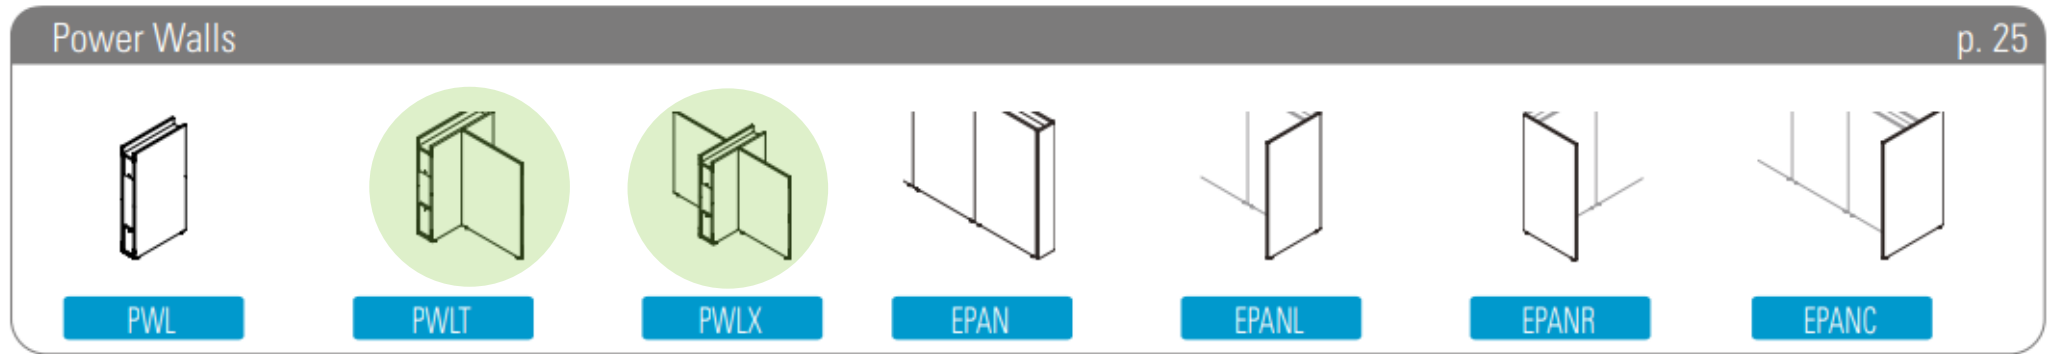 Power Walls p. 25
PWL PWLT PWLX EPAN EPANL EPANR EPANC